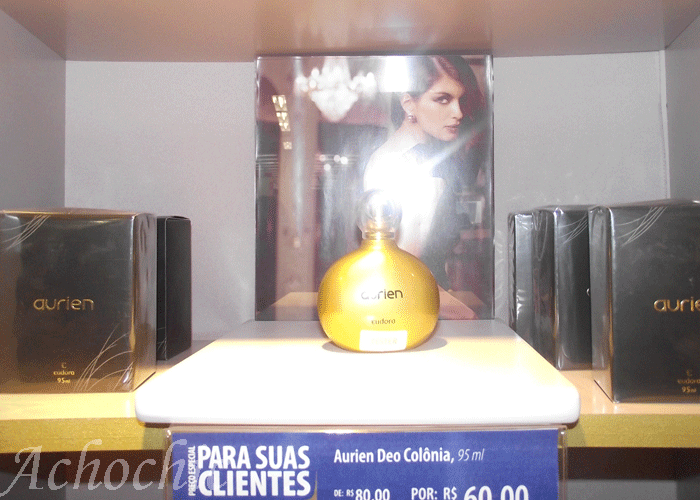 aurien
eudora
95 ml
aurien
eudora
eudora
95 ml
PREÇO ESPECIAL
PARA SUAS
CLIENTES
Aurien Deo Colônia, 95 ml
DE: R$ 80,00 POR: R$ 60,00
Achoch